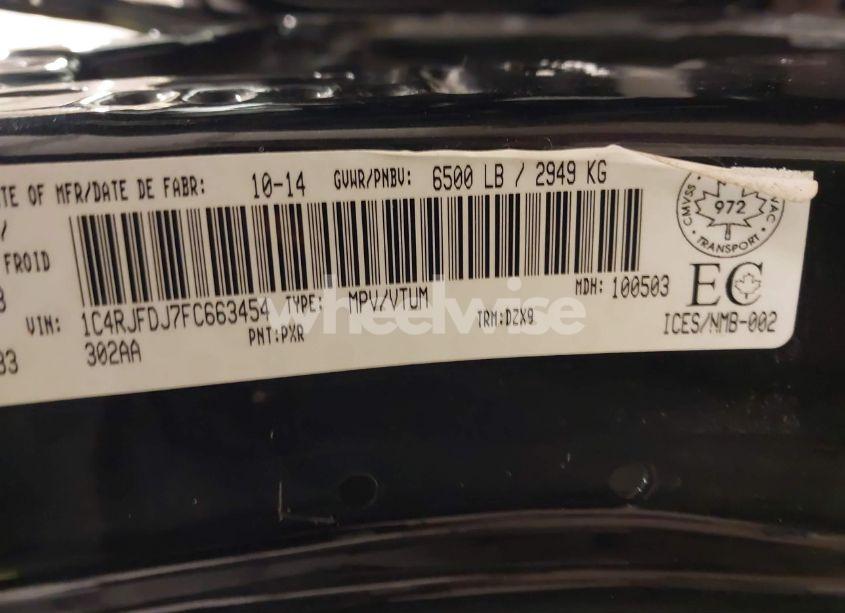 TE OF MFR/DATE DE FABR: 10-14 GVWR/PNBV: 6500 LB / 2949 KG
FROID
VIN: 1C4RJFDJ7FC663454 TYPE: MPV/VTUM MDH: 100503
302AA PNT:PXR TRM:DZX9
CMVSS NVAC
972
TRANSPORT
EC
ICES/NMB-002
wheelwise